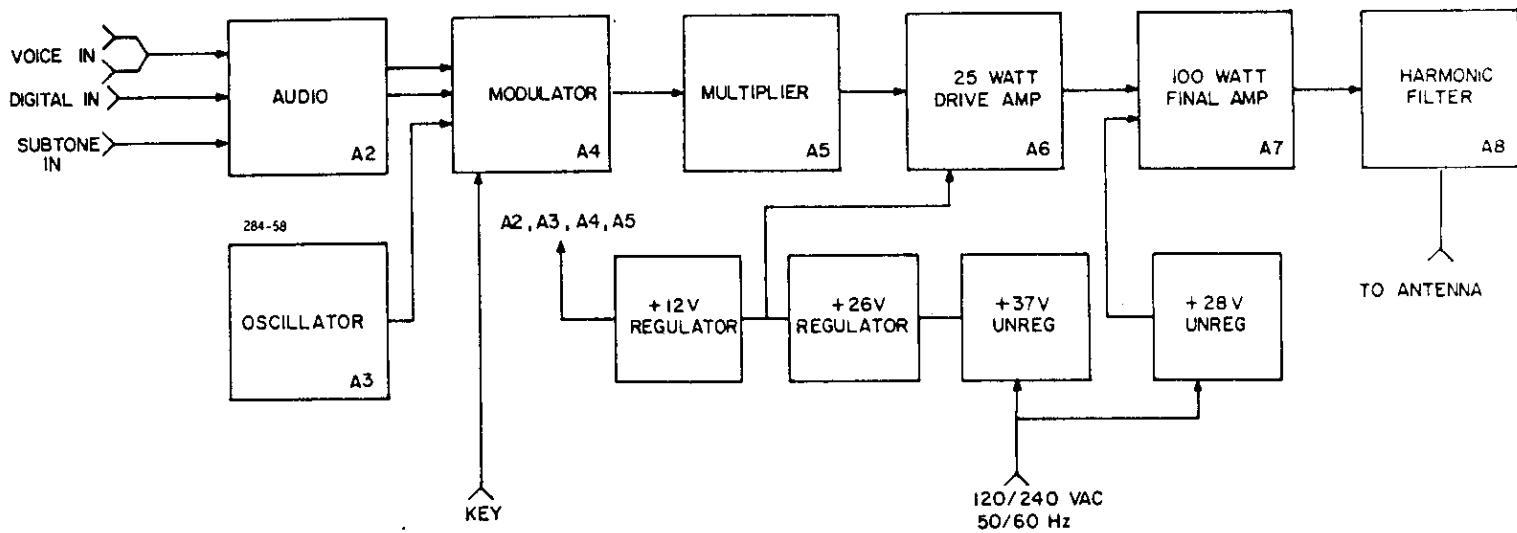 VOICE IN
DIGITAL IN
SUBTONE
IN
AUDIO
A2
MODULATOR
A4
MULTIPLIER
A5
25 WATT
DRIVE AMP
A6
100 WATT
FINAL AMP
A7
HARMONIC
FILTER
A8
284-58
OSCILLATOR
A3
A2, A3, A4, A5
+12V
REGULATOR
+26V
REGULATOR
+37V
UNREG
+28V
UNREG
TO ANTENNA
KEY
120/240 VAC
50/60 Hz